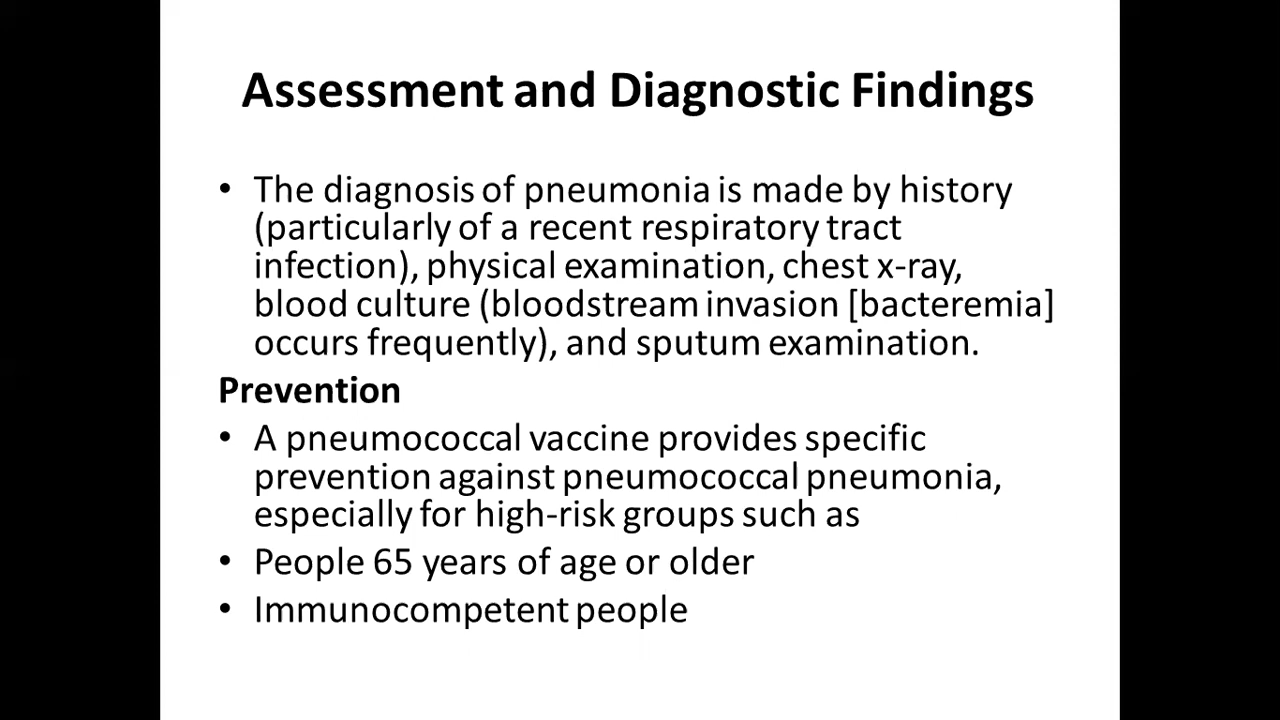 Assessment and Diagnostic Findings
• The diagnosis of pneumonia is made by history
(particularly of a recent respiratory tract
infection), physical examination, chest x-ray,
blood culture (bloodstream invasion [bacteremia]
occurs frequently), and sputum examination.
Prevention
• A pneumococcal vaccine provides specific
prevention against pneumococcal pneumonia,
especially for high-risk groups such as
• People 65 years of age or older
• Immunocompetent people